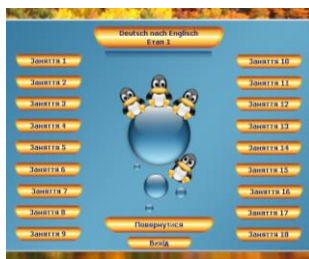 Deutsch nach Englisch
Етап 1
Заняття 1
Заняття 2
Заняття 3
Заняття 4
Заняття 5
Заняття 6
Заняття 7
Заняття 8
Заняття 9
Заняття 10
Заняття 11
Заняття 12
Заняття 13
Заняття 14
Заняття 15
Заняття 16
Заняття 17
Заняття 18
Повернутися
Вихід